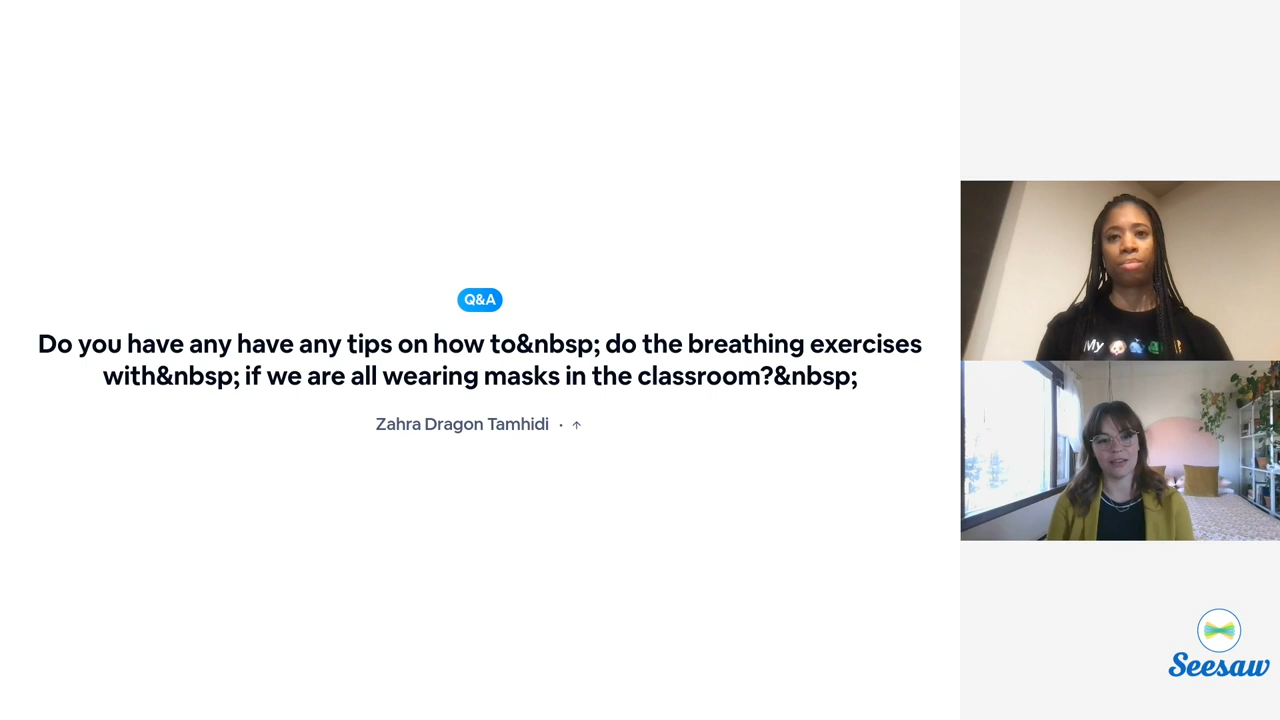 Q&A
Do you have any have any tips on how to&nbsp; do the breathing exercises
with&nbsp; if we are all wearing masks in the classroom?&nbsp;
Zahra Dragon Tamhidi · ↑
My
Seesaw